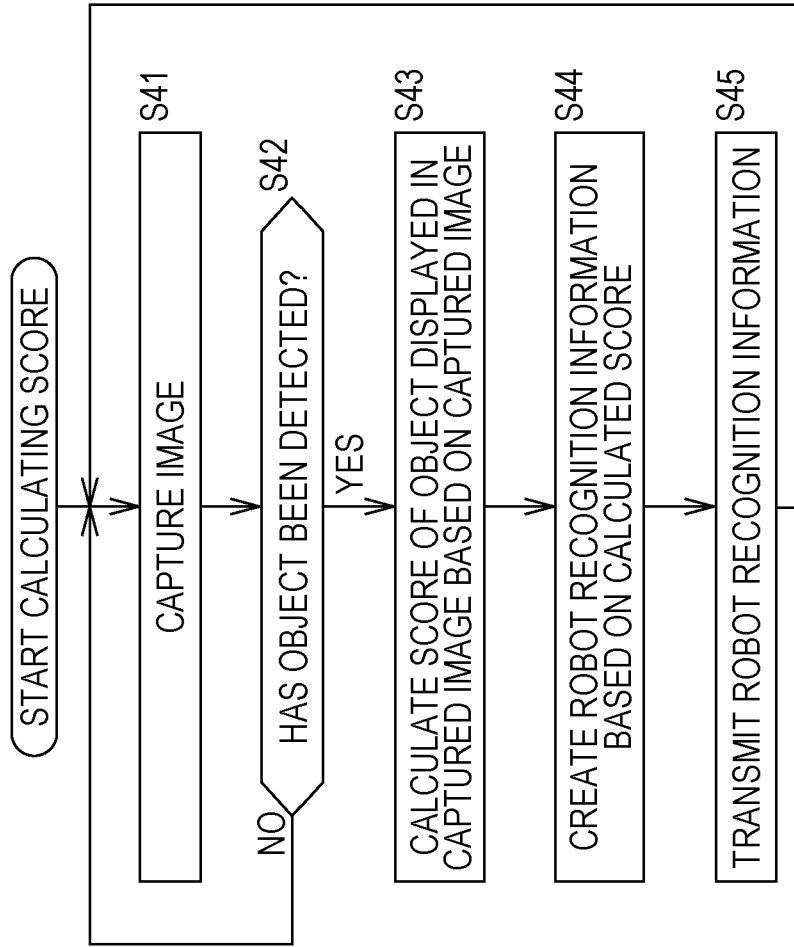 START CALCULATING SCORE
S41
CAPTURE IMAGE
S42
HAS OBJECT BEEN DETECTED?
NO
YES
S43
CALCULATE SCORE OF OBJECT DISPLAYED IN
CAPTURED IMAGE BASED ON CAPTURED IMAGE
S44
CREATE ROBOT RECOGNITION INFORMATION
BASED ON CALCULATED SCORE
S45
TRANSMIT ROBOT RECOGNITION INFORMATION